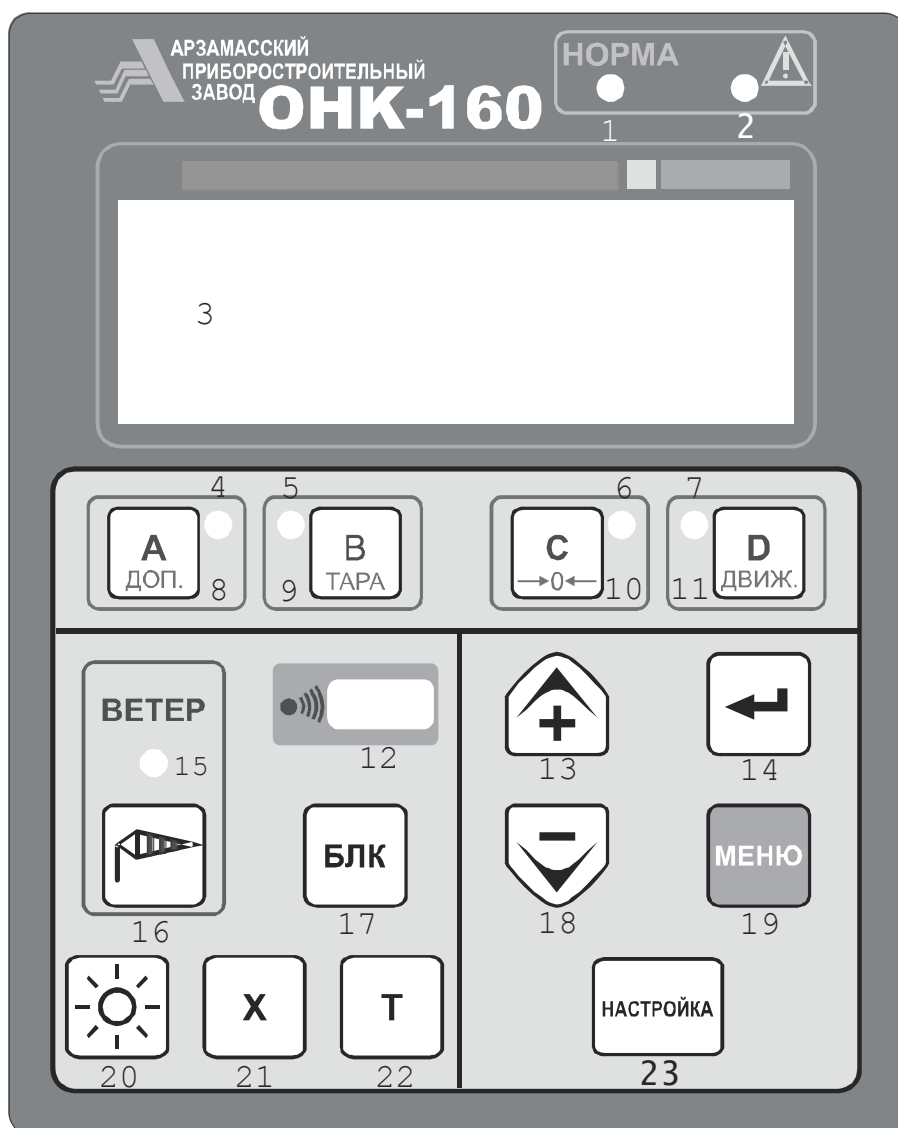 АРЗАМАССКИЙ
ПРИБОРОСТРОИТЕЛЬНЫЙ
ЗАВОД
ОНК-160
НОРМА
1 2
3
4 5 6 7
A B C D
ДОП. ТАРА →0← ДВИЖ.
8 9 10 11
ВЕТЕР
15
12
13 14
БЛК
МЕНЮ
16 17 18 19
X T
НАСТРОЙКА
20 21 22 23